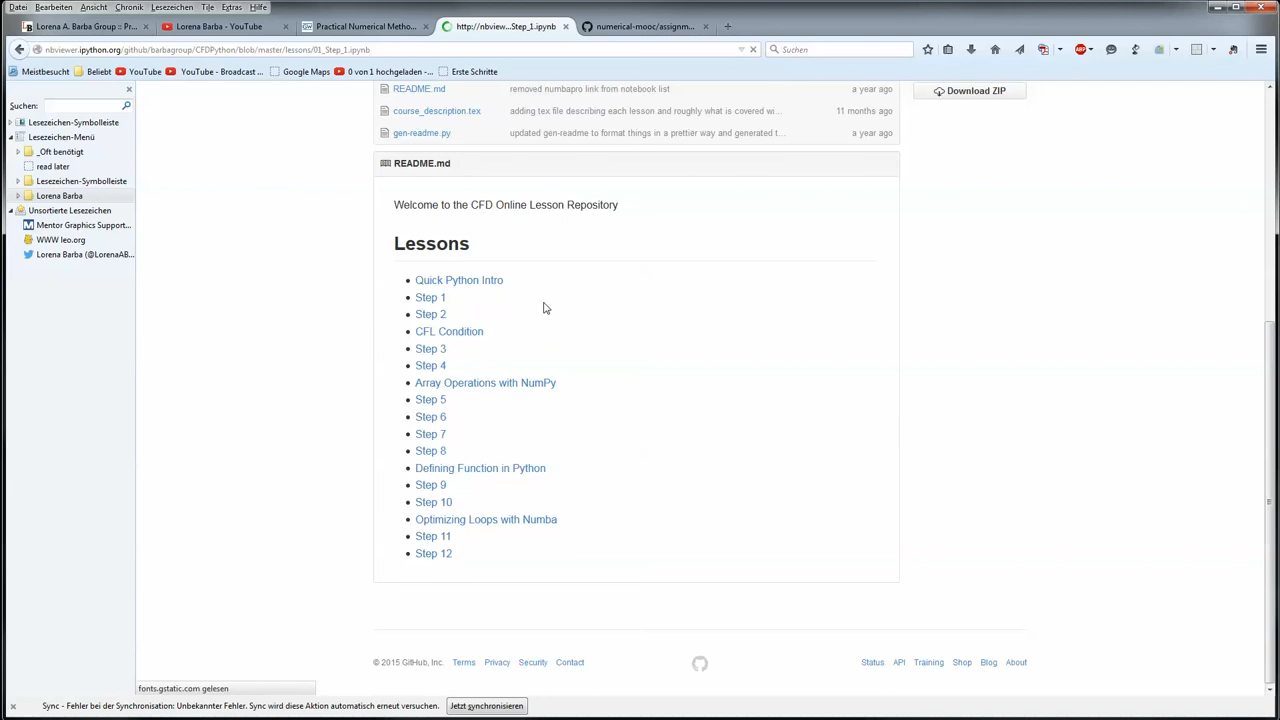 Datei Bearbeiten Ansicht Chronik Lesezeichen Tile Extras Hilfe
Lorena A. Barba Group :: P... Lorena Barba - YouTube Practical Numerical Metho... http://nbview...Step_1.ipynb numerical-mooc/assignm...
nbviewer.ipython.org/github/barbagroup/CFDPython/blob/master/lessons/01_Step_1.ipynb Suchen
Meistbesucht Beliebt YouTube YouTube - Broadcast ... Google Maps 0 von 1 hochgeladen -... Erste Schritte
Suchen:
Lesezeichen-Symbolleiste
Lesezeichen-Menü
_Oft benötigt
read later
Lesezeichen-Symbolleiste
Lorena Barba
Unsortierte Lesezeichen
Mentor Graphics Support...
WWW leo.org
Lorena Barba (@LorenaAB...
README.md removed numbapro link from notebook list a year ago
course_description.tex adding tex file describing each lesson and roughly what is covered wi... 11 months ago
gen-readme.py updated gen-readme to format things in a prettier way and generated t... a year ago
Download ZIP
README.md
Welcome to the CFD Online Lesson Repository
Lessons
Quick Python Intro
Step 1
Step 2
CFL Condition
Step 3
Step 4
Array Operations with NumPy
Step 5
Step 6
Step 7
Step 8
Defining Function in Python
Step 9
Step 10
Optimizing Loops with Numba
Step 11
Step 12
© 2015 GitHub, Inc. Terms Privacy Security Contact Status API Training Shop Blog About
fonts.gstatic.com gelesen
Sync - Fehler bei der Synchronisation: Unbekannter Fehler. Sync wird diese Aktion automatisch erneut versuchen. Jetzt synchronisieren